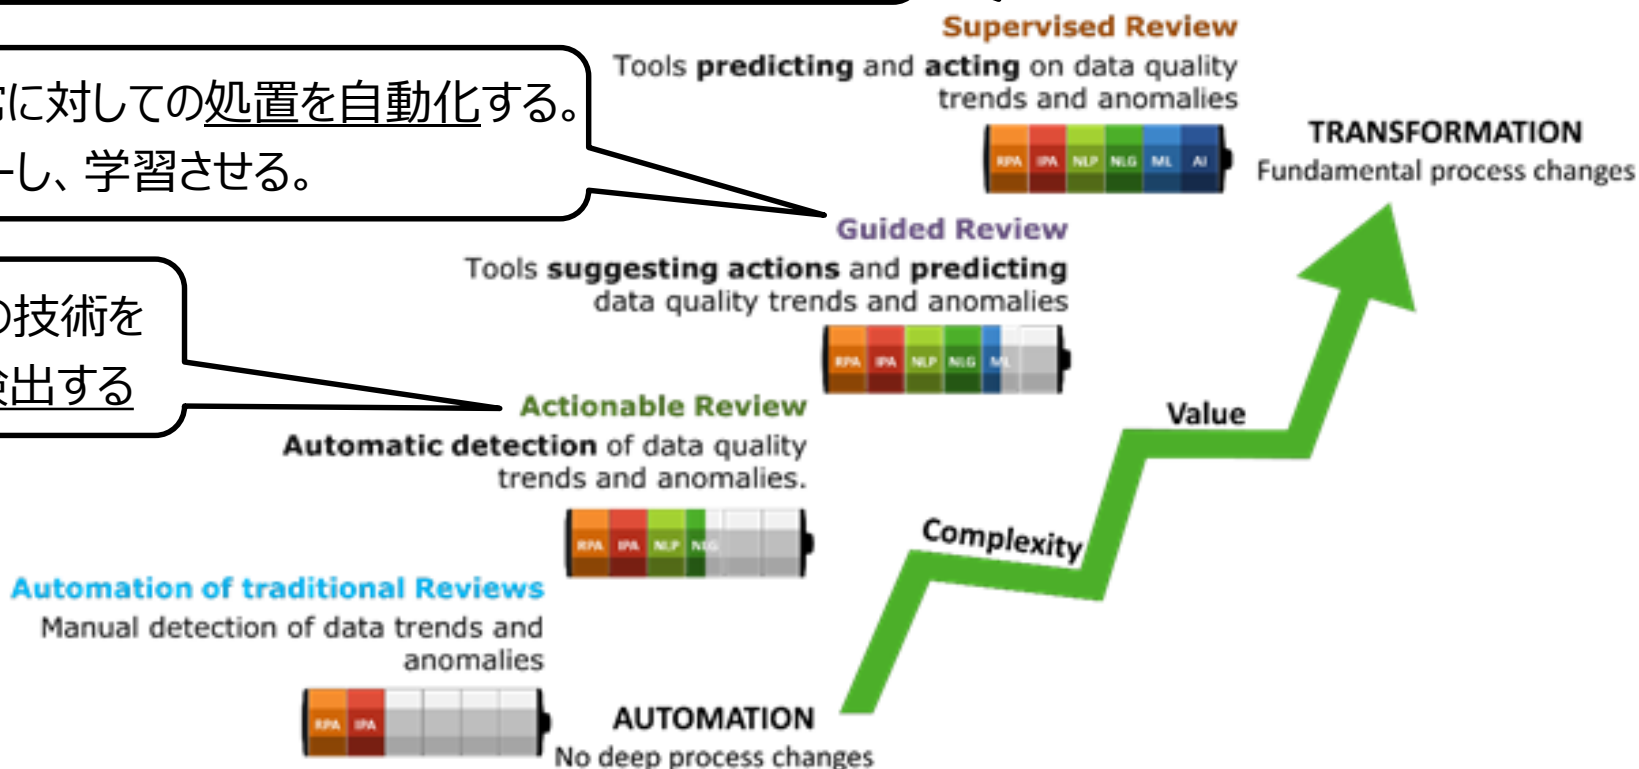 Supervised Review
Tools predicting and acting on data quality
trends and anomalies
RPA IPA NLP NLG ML AI
TRANSFORMATION
Fundamental process changes
に対しての処置を自動化する。
し、学習させる。
Guided Review
Tools suggesting actions and predicting
data quality trends and anomalies
RPA IPA NLP NLG ML
の技術を
検出する
Actionable Review
Automatic detection of data quality
trends and anomalies.
RPA IPA NLP NLG
Value
Complexity
Automation of traditional Reviews
Manual detection of data trends and
anomalies
RPA IPA
AUTOMATION
No deep process changes